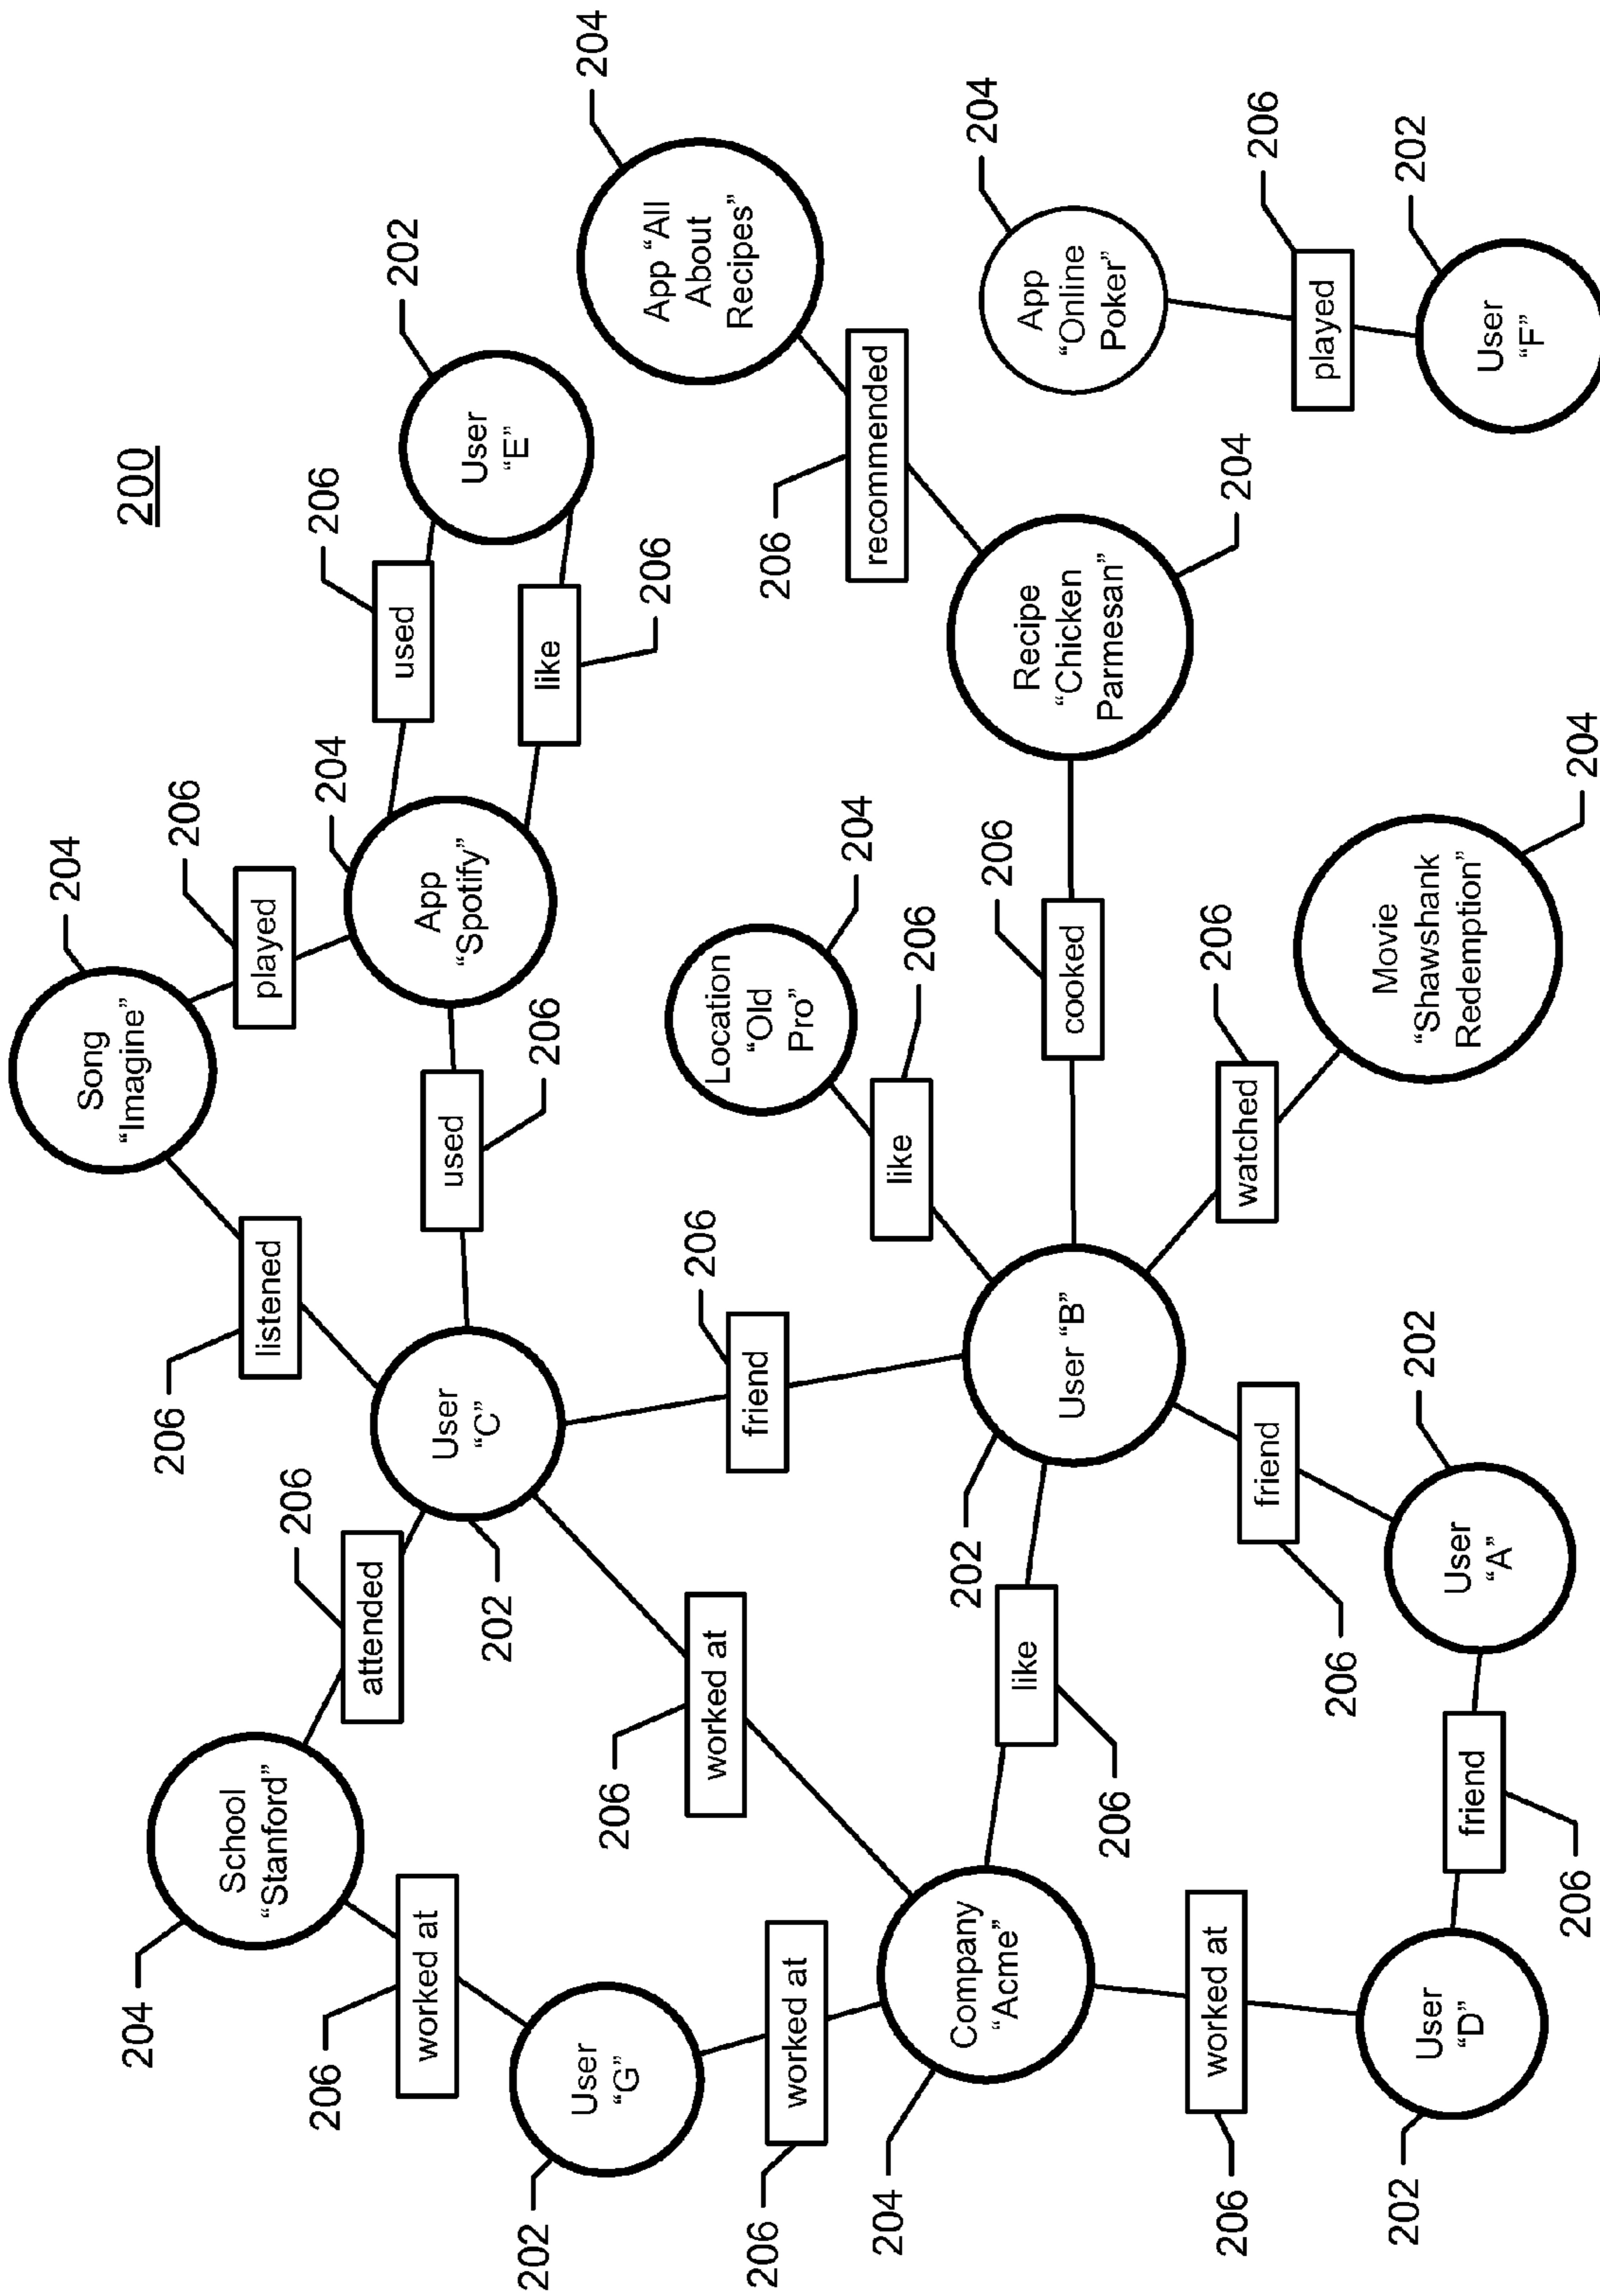 204
Song
“Imagine”
200
204
206
206
School
“Stanford”
listened
played
206
206
206
204
attended
202
used
worked at
App
“Spotify”
User
“C”
used
User
“E”
202
202
206
like
User
“G”
204
206
206
App “All
About
Recipes”
206
worked at
Location
“Old
Pro”
friend
206
206
worked at
204
recommended
204
like
206
Company
“Acme”
202
204
206
like
Recipe
“Chicken
Parmesan”
App
“Online
Poker”
User “B”
cooked
206
worked at
206
204
206
watched
206
friend
played
206
Movie
“Shawshank
Redemption”
202
202
202
User
“D”
User
“A”
friend
User
“F”
206
204